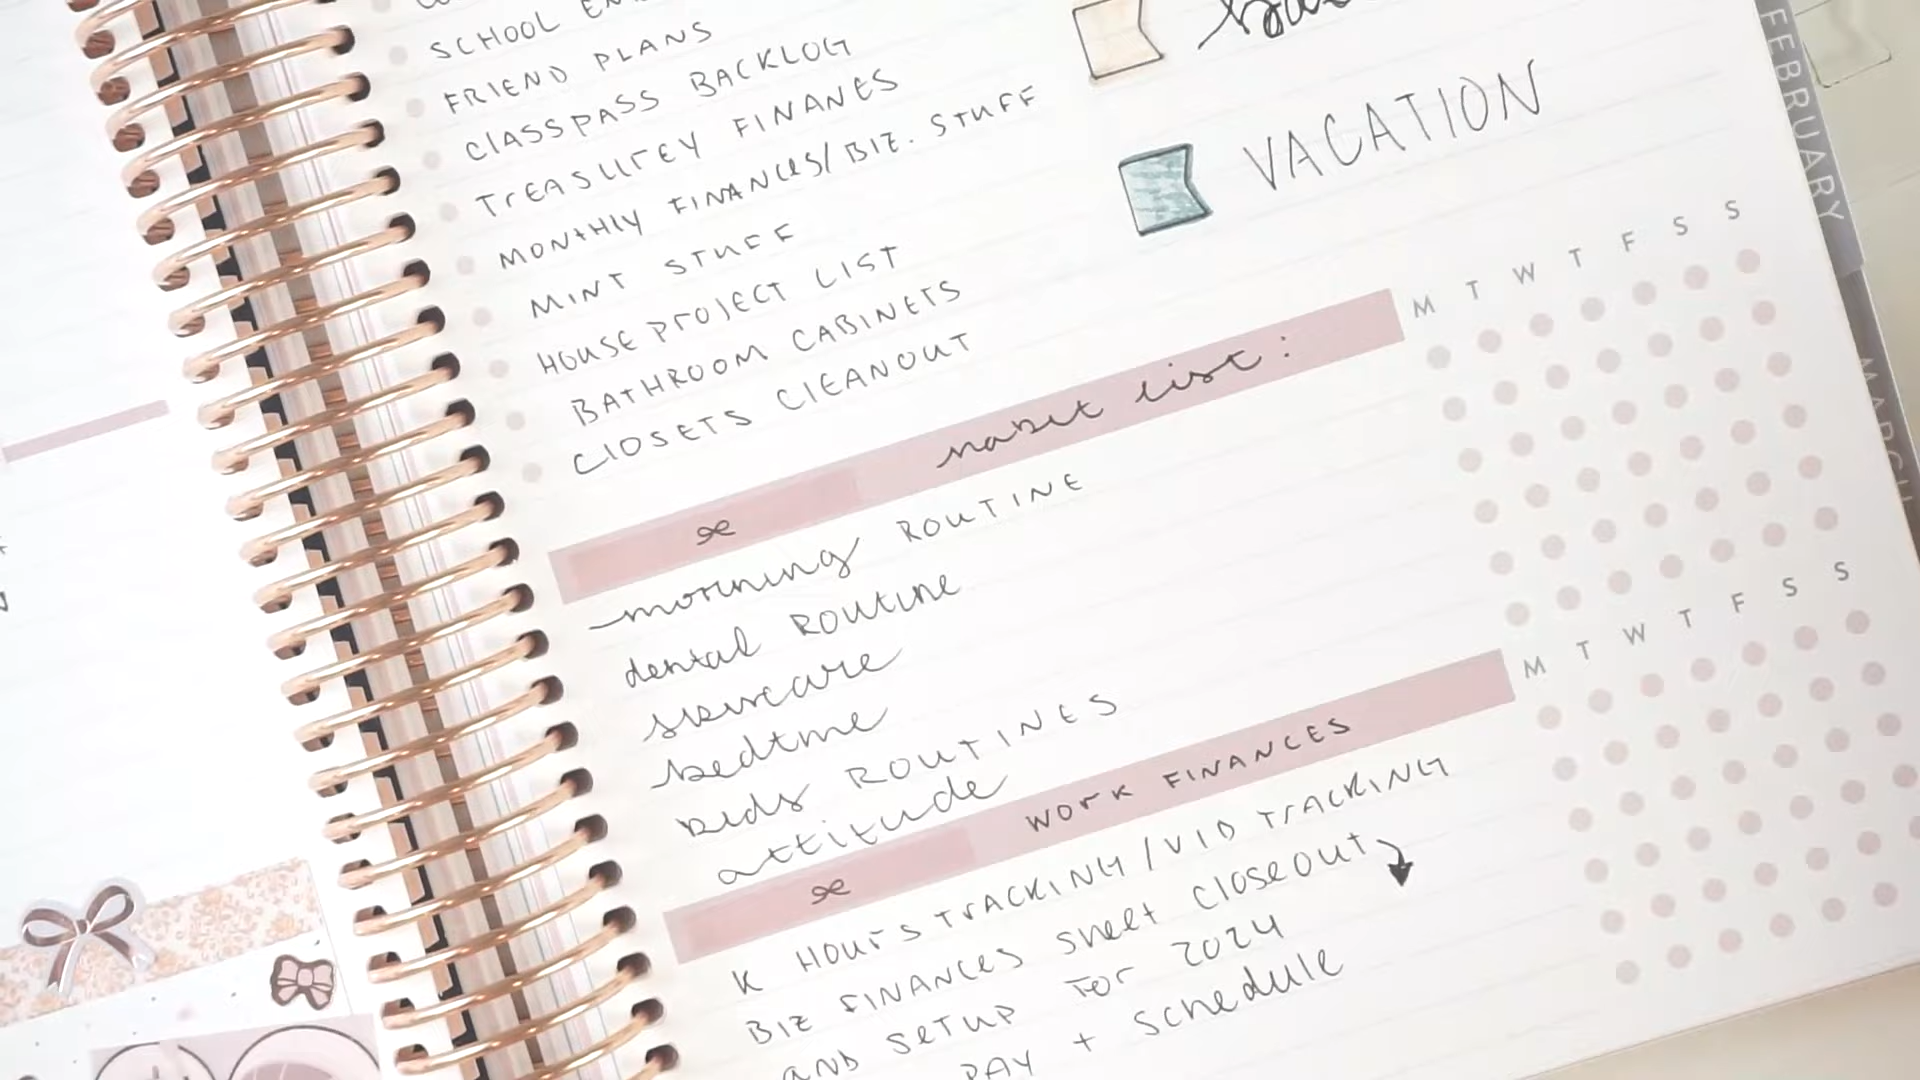 SCHOOL
FRIEND PLANS
CLASSPASS BACKLOG
TREASUREY FINANES
MONTHLY FINANCES/BIZ. STUFF
MINT STUFF
HOUSE PROJECT LIST
BATHROOM CABINETS
CLOSETS CLEANOUT
VACATION
FEBRUARY
MARCH
habit list:
M T W T F S S
morning ROUTINE
dental ROUTINE
skincare
bedtime
kids ROUTINES
attitude
WORK FINANCES
M T W T F S S
K HOURS TRACKING/VID TRACKING
BIZ FINANCES SHEET CLOSEOUT
AND SETUP FOR 2024
PAY + SCHEDULE